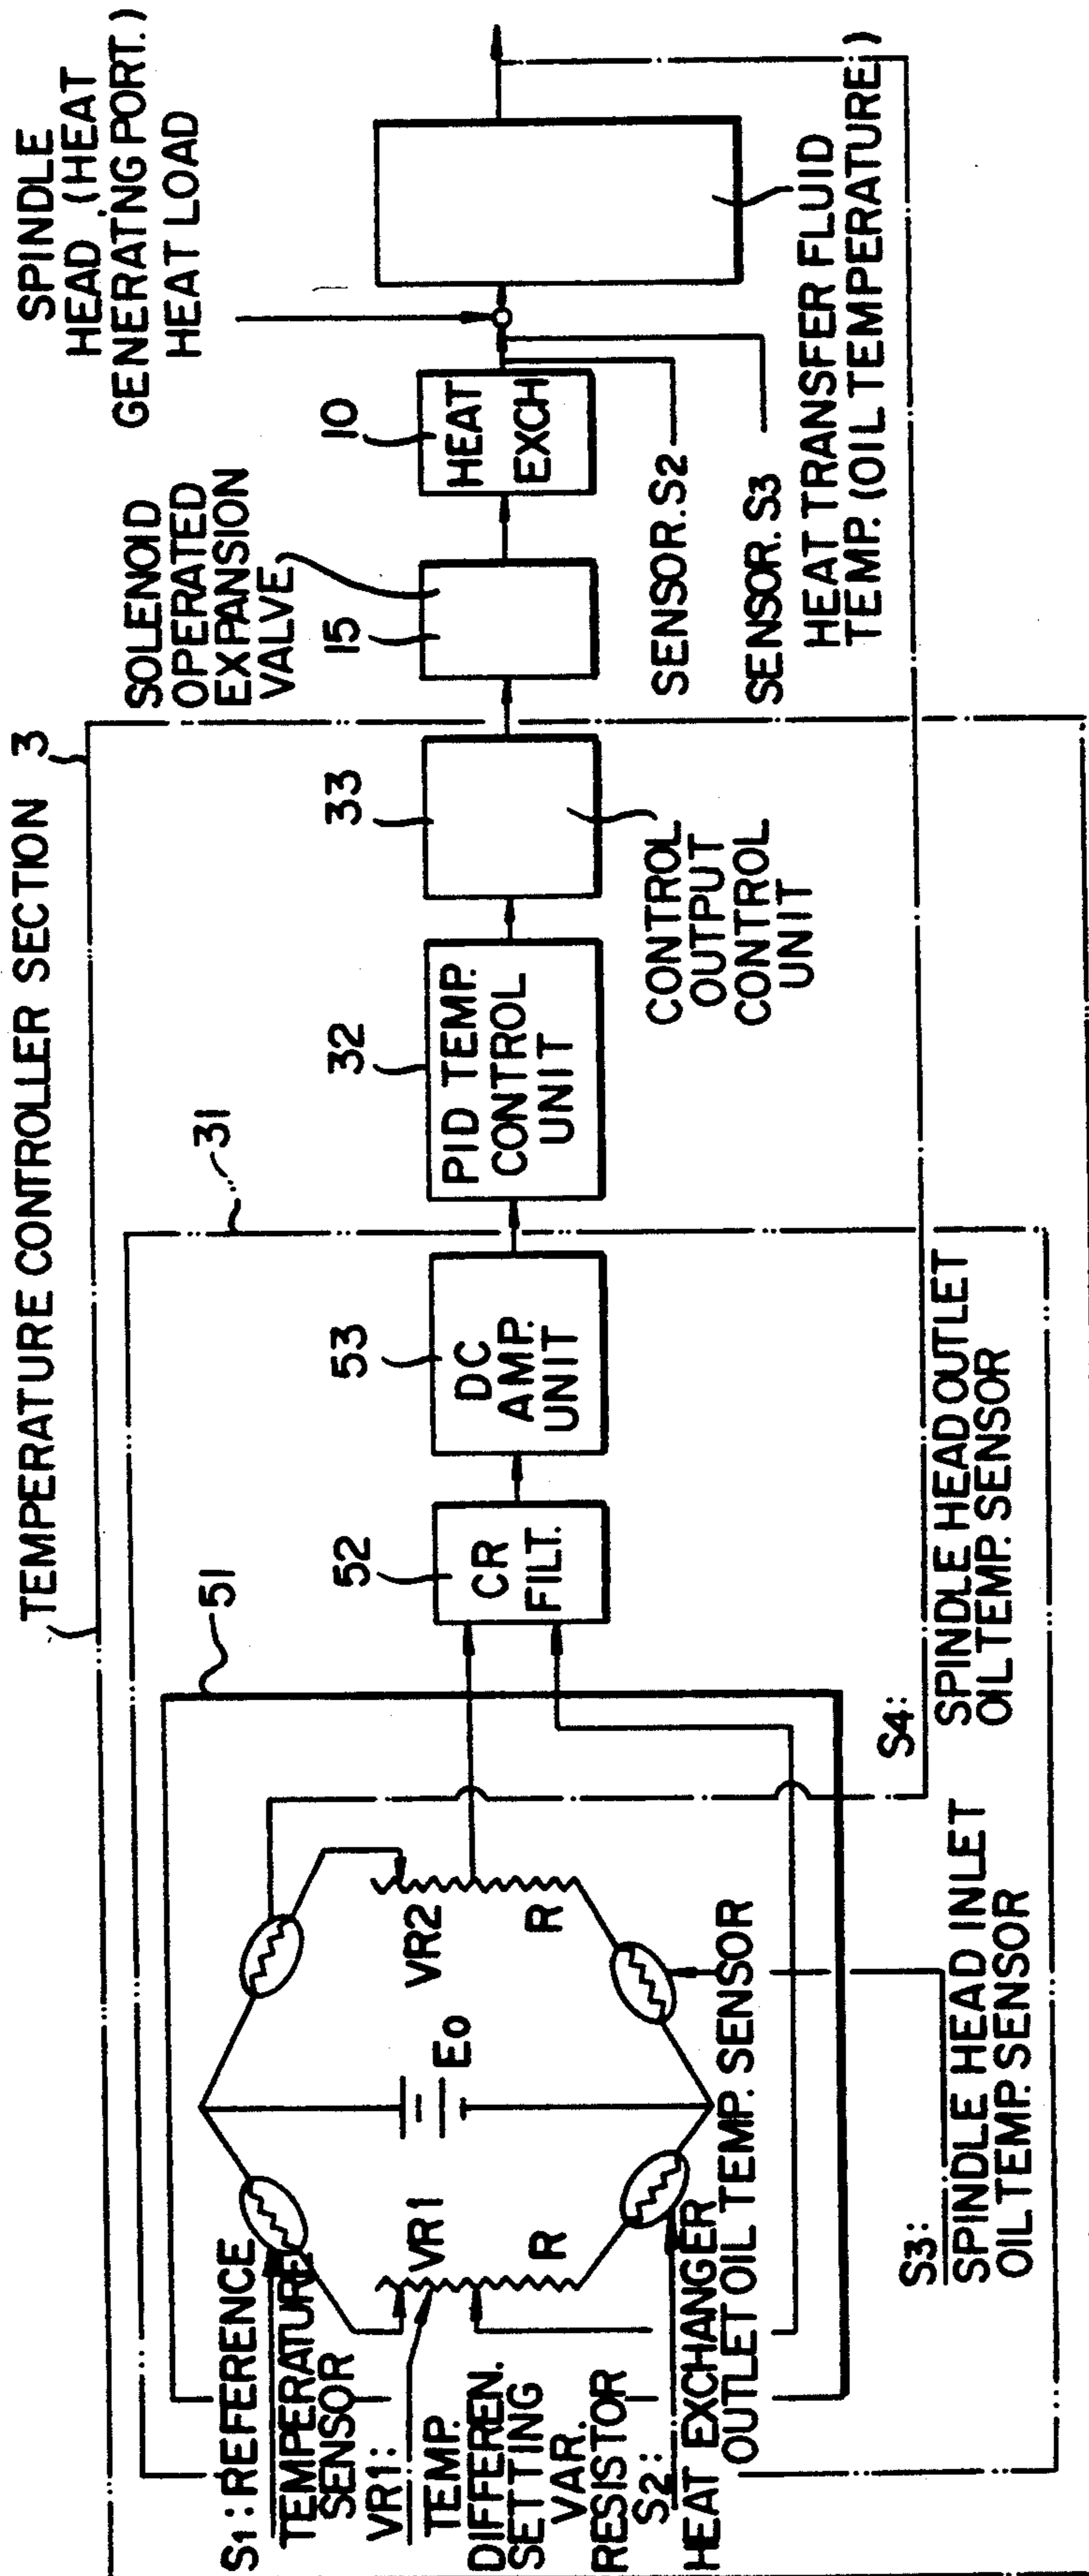 TEMPERATURE CONTROLLER SECTION 3
SPINDLE
HEAD (HEAT
GENERATING PORT.)
HEAT LOAD
SOLENOID
OPERATED
EXPANSION
VALVE
31
51
52
53
32
33
15
10
CR
FILT.
DC
AMP.
UNIT
PID TEMP.
CONTROL
UNIT
CONTROL
OUTPUT
CONTROL
UNIT
HEAT
EXCH
SENSOR. S2
SENSOR. S3
HEAT TRANSFER FLUID
TEMP. (OIL TEMPERATURE)
S1: REFERENCE
TEMPERATURE
SENSOR
VR1:
TEMP.
DIFFEREN.
SETTING
VAR.
RESISTOR
S2:
HEAT EXCHANGER
OUTLET OIL TEMP. SENSOR
VR1
R
E0
VR2
R
S3:
SPINDLE HEAD INLET
OIL TEMP. SENSOR
S4:
SPINDLE HEAD OUTLET
OIL TEMP. SENSOR